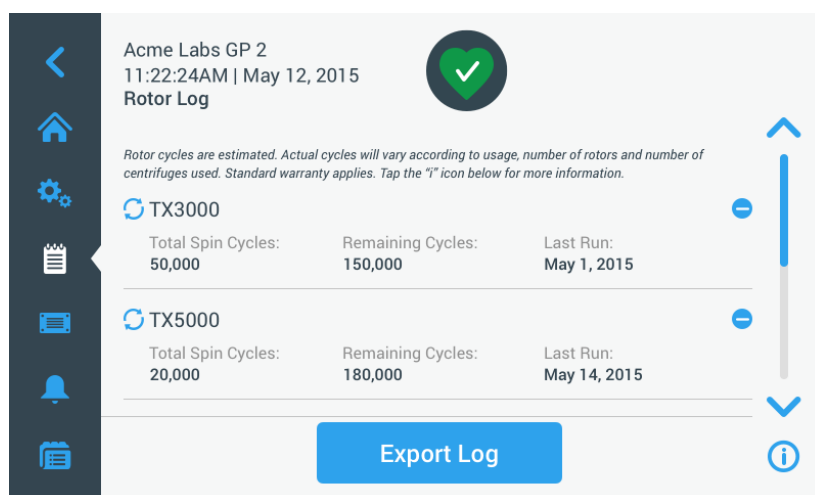 Acme Labs GP 2
11:22:24AM | May 12, 2015
Rotor Log
Rotor cycles are estimated. Actual cycles will vary according to usage, number of rotors and number of
centrifuges used. Standard warranty applies. Tap the “i” icon below for more information.
TX3000
Total Spin Cycles: Remaining Cycles: Last Run:
50,000 150,000 May 1, 2015
TX5000
Total Spin Cycles: Remaining Cycles: Last Run:
20,000 180,000 May 14, 2015
Export Log
i